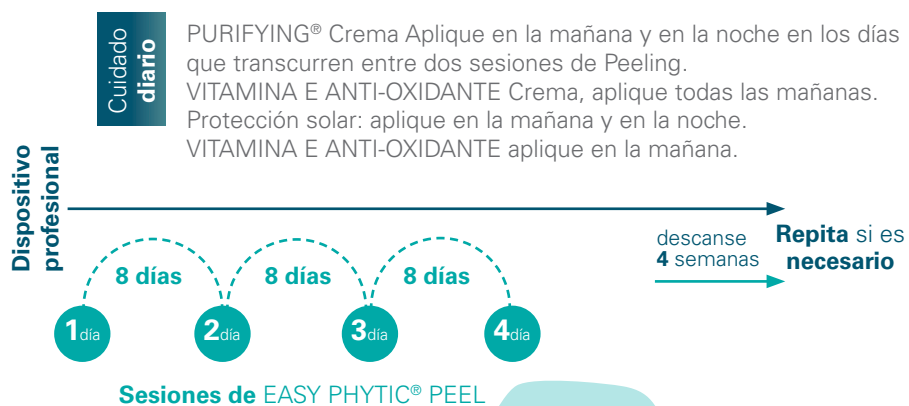 Cuidado
diario
PURIFYING® Crema Aplique en la mañana y en la noche en los días
que transcurren entre dos sesiones de Peeling.
VITAMINA E ANTI-OXIDANTE Crema, aplique todas las mañanas.
Protección solar: aplique en la mañana y en la noche.
VITAMINA E ANTI-OXIDANTE aplique en la mañana.
Dispositivo
profesional
descanse
4 semanas
Repita si es
necesario
8 días
8 días
8 días
1día
2día
3día
4día
Sesiones de EASY PHYTIC® PEEL